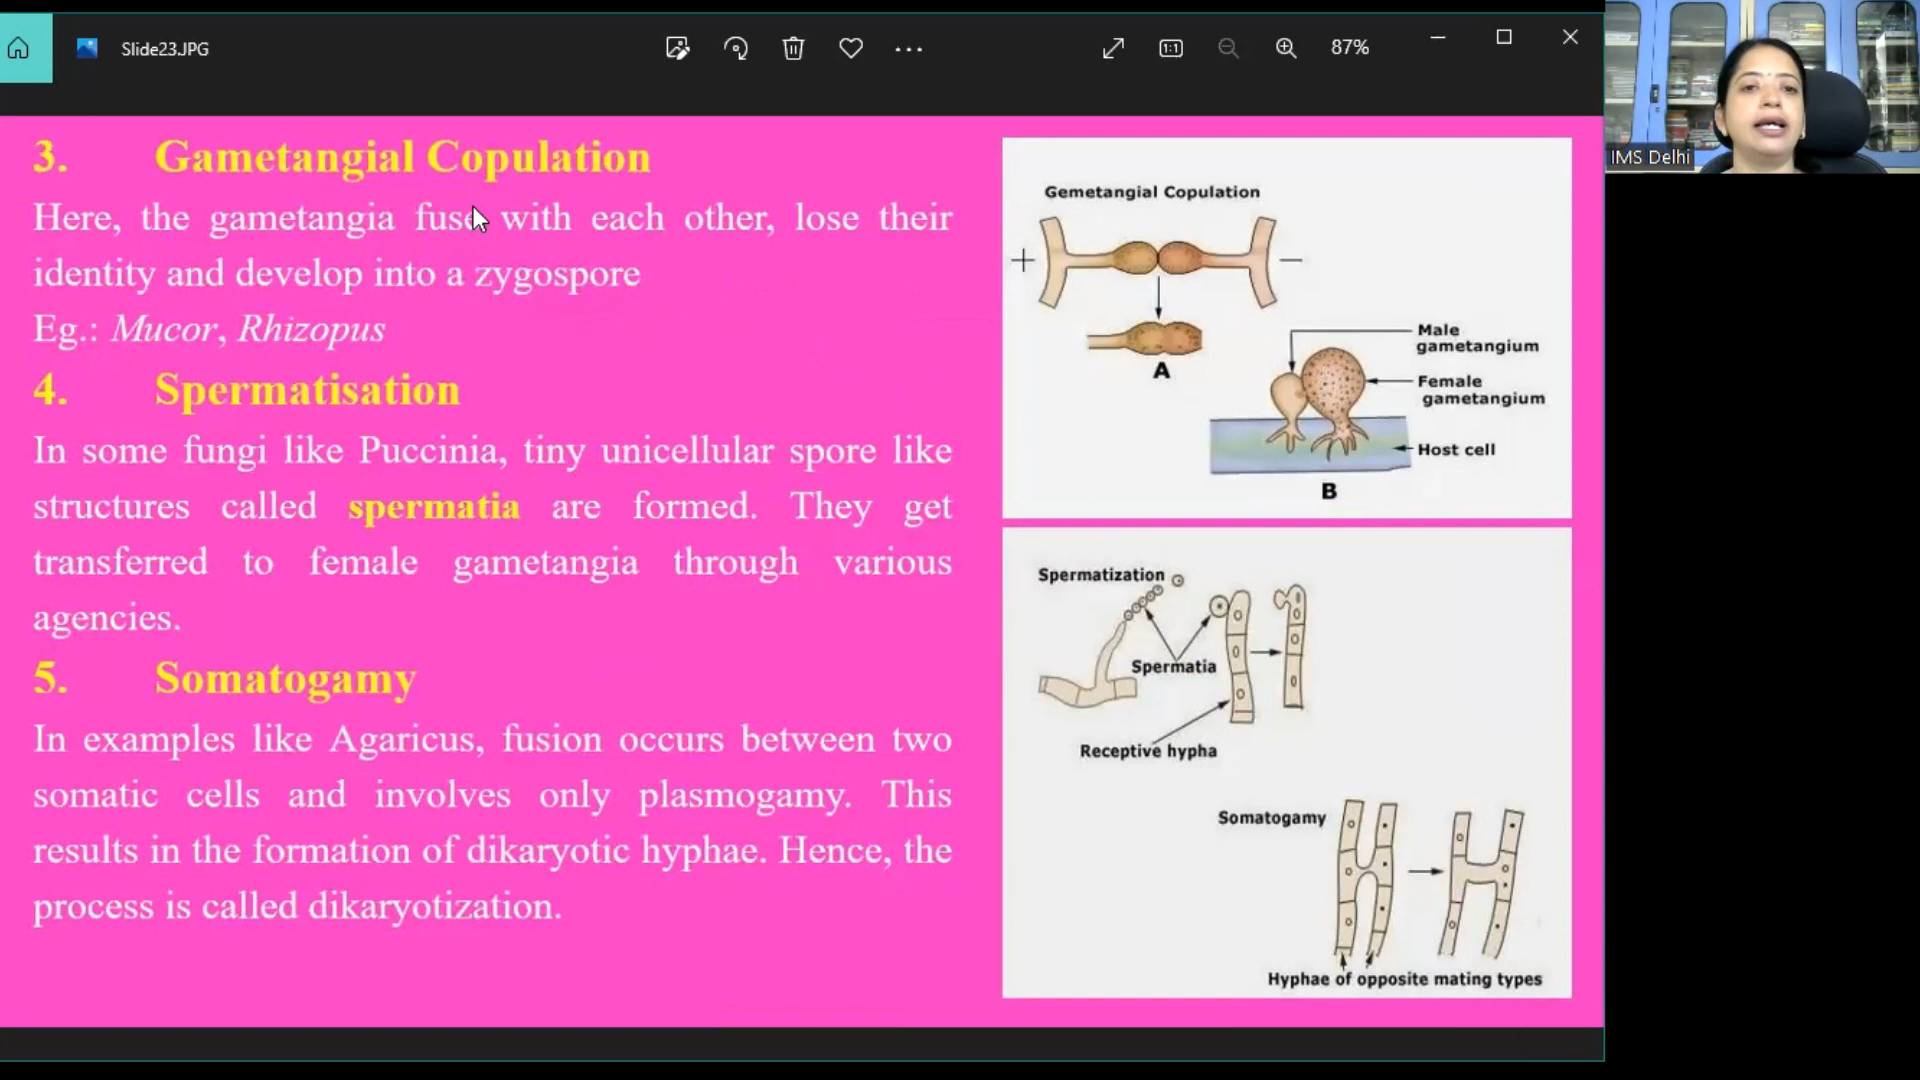 Slide23.JPG
87%
IMS Delhi
3. Gametangial Copulation
Here, the gametangia fuse with each other, lose their
identity and develop into a zygospore
Eg.: Mucor, Rhizopus
4. Spermatisation
In some fungi like Puccinia, tiny unicellular spore like
structures called spermatia are formed. They get
transferred to female gametangia through various
agencies.
5. Somatogamy
In examples like Agaricus, fusion occurs between two
somatic cells and involves only plasmogamy. This
results in the formation of dikaryotic hyphae. Hence, the
process is called dikaryotization.
Gemetangial Copulation
+
−
A
Male
gametangium
Female
gametangium
Host cell
B
Spermatization
Spermatia
Receptive hypha
Somatogamy
Hyphae of opposite mating types